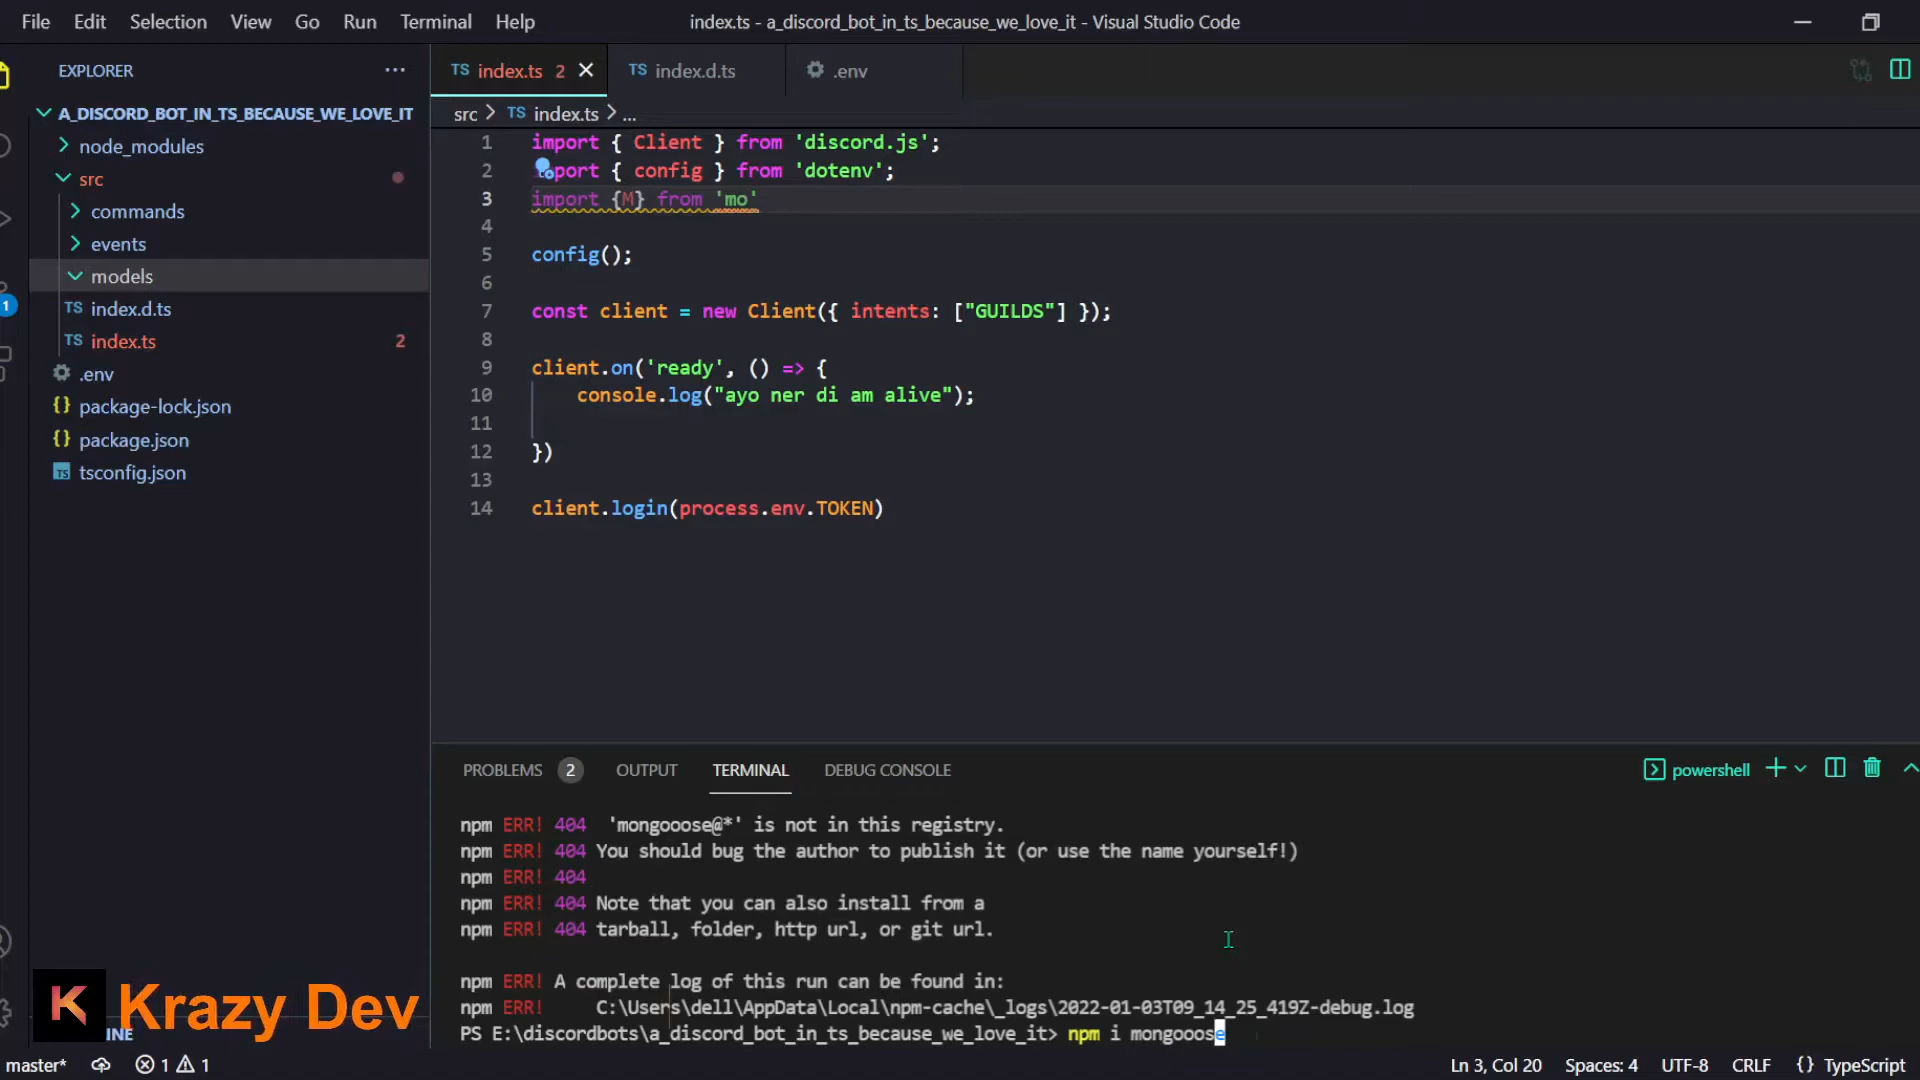 File Edit Selection View Go Run Terminal Help
index.ts - a_discord_bot_in_ts_because_we_love_it - Visual Studio Code
EXPLORER ...
TS index.ts 2
TS index.d.ts
.env
A_DISCORD_BOT_IN_TS_BECAUSE_WE_LOVE_IT
src > TS index.ts > ...
node_modules
src
commands
events
models
TS index.d.ts
TS index.ts 2
.env
{} package-lock.json
{} package.json
TS tsconfig.json
1
1 import { Client } from 'discord.js';
2 import { config } from 'dotenv';
3 import {M} from 'mo'
4
5 config();
6
7 const client = new Client({ intents: ["GUILDS"] });
8
9 client.on('ready', () => {
10 console.log("ayo ner di am alive");
11
12 })
13
14 client.login(process.env.TOKEN)
PROBLEMS 2 OUTPUT TERMINAL DEBUG CONSOLE
powershell
npm ERR! 404 'mongooose@*' is not in this registry.
npm ERR! 404 You should bug the author to publish it (or use the name yourself!)
npm ERR! 404
npm ERR! 404 Note that you can also install from a
npm ERR! 404 tarball, folder, http url, or git url.
npm ERR! A complete log of this run can be found in:
npm ERR! C:\Users\dell\AppData\Local\npm-cache\_logs\2022-01-03T09_14_25_419Z-debug.log
PS E:\discordbots\a_discord_bot_in_ts_because_we_love_it> npm i mongooose
K Krazy Dev
INE
master* 1 1
Ln 3, Col 20 Spaces: 4 UTF-8 CRLF {} TypeScript